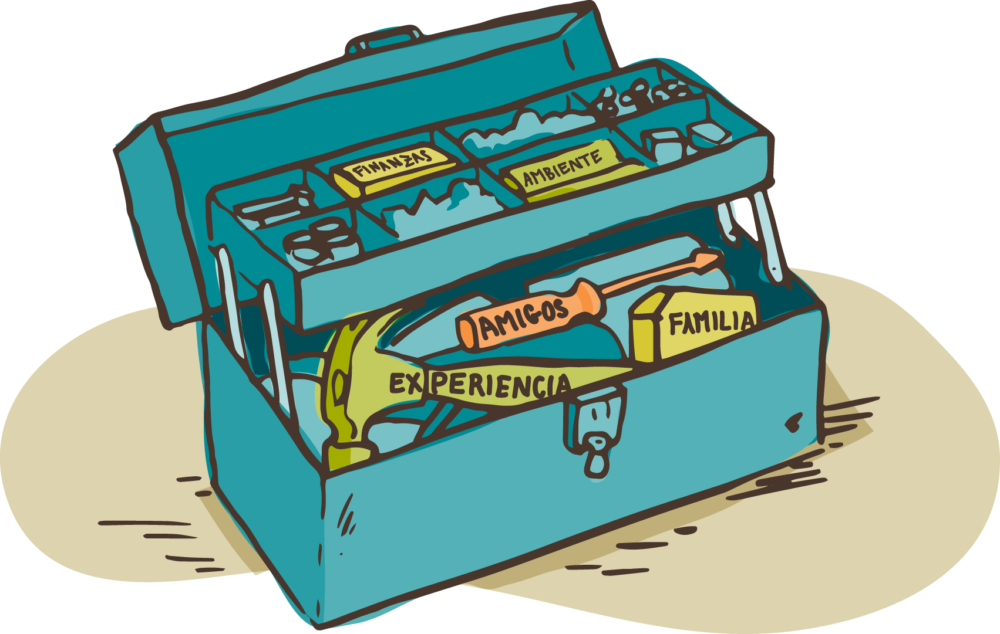 FINANZAS
AMBIENTE
AMIGOS
FAMILIA
EXPERIENCIA